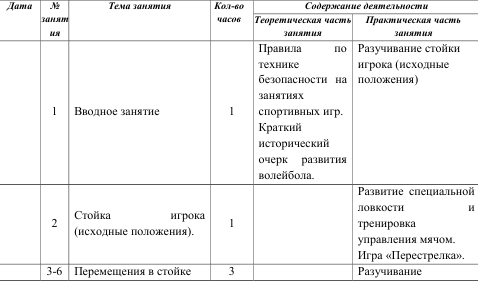 Дата № Тема занятия Кол-во Содержание деятельности
занят часов Теоретическая часть Практическая часть
ия занятия занятия
Правила по Разучивание стойки
технике игрока (исходные
безопасности на положения)
занятиях
1 Вводное занятие 1 спортивных игр.
Краткий
исторический
очерк развития
волейбола.
Развитие специальной
Стойка игрока ловкости и
2 (исходные положения). 1 тренировка
управления мячом.
Игра «Перестрелка».
3-6 Перемещения в стойке 3 Разучивание